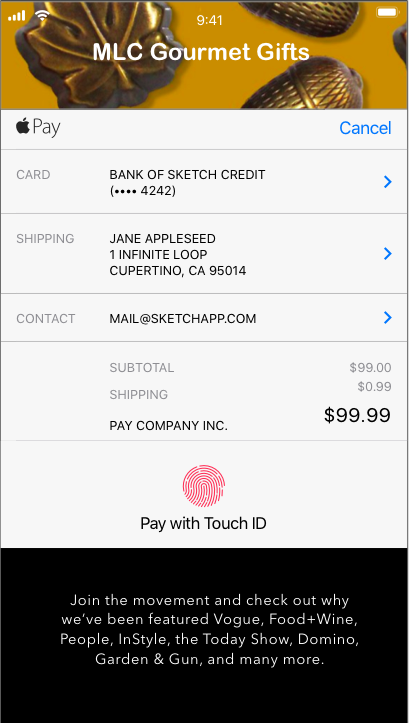 9:41
MLC Gourmet Gifts
Pay
Cancel
CARD
BANK OF SKETCH CREDIT
(•••• 4242)
SHIPPING
JANE APPLESEED
1 INFINITE LOOP
CUPERTINO, CA 95014
CONTACT
MAIL@SKETCHAPP.COM
SUBTOTAL $99.00
SHIPPING $0.99
PAY COMPANY INC. $99.99
Pay with Touch ID
Join the movement and check out why
we’ve been featured Vogue, Food+Wine,
People, InStyle, the Today Show, Domino,
Garden & Gun, and many more.